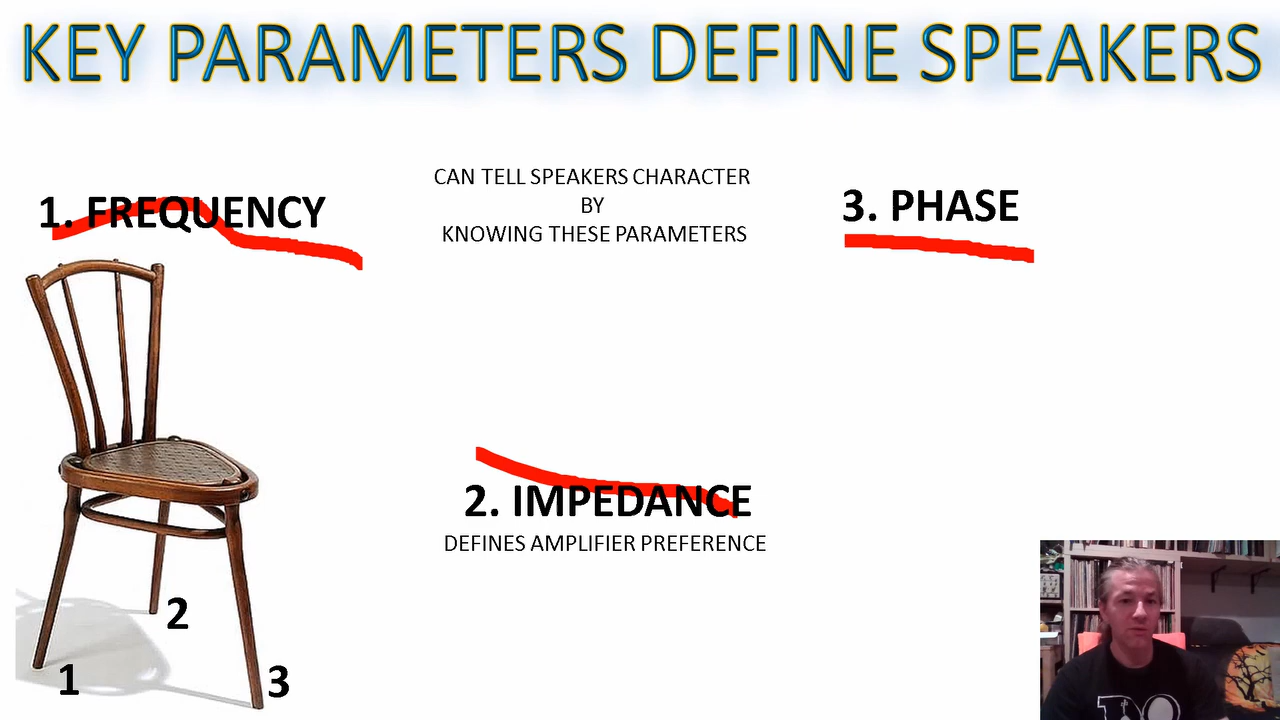 KEY PARAMETERS DEFINE SPEAKERS
1. FREQUENCY
CAN TELL SPEAKERS CHARACTER
BY
KNOWING THESE PARAMETERS
3. PHASE
2. IMPEDANCE
DEFINES AMPLIFIER PREFERENCE
2
1
3